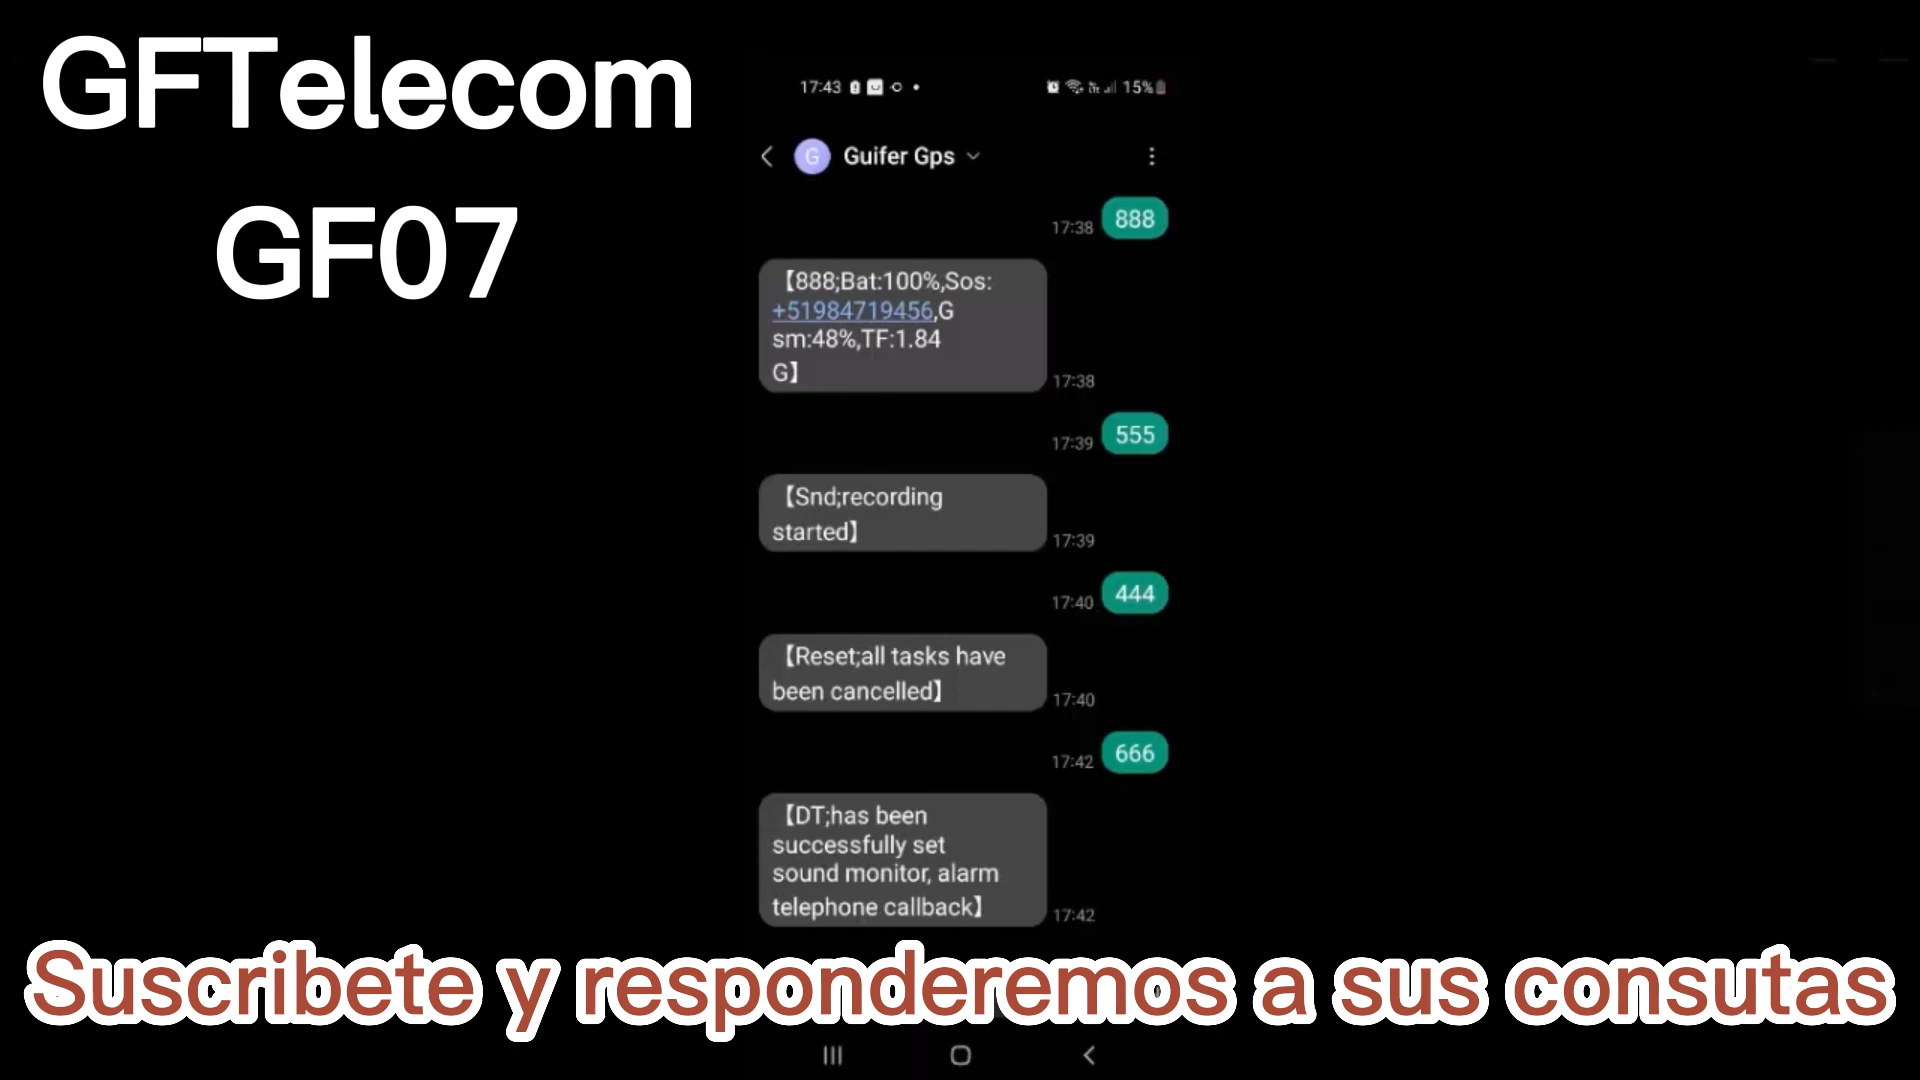 GFTelecom
GF07
17:43
15%
G
Guifer Gps
17:38 888
【888;Bat:100%,Sos:
+51984719456,G
sm:48%,TF:1.84
G】
17:38
17:39 555
【Snd;recording
started】
17:39
17:40 444
【Reset;all tasks have
been cancelled】
17:40
17:42 666
【DT;has been
successfully set
sound monitor, alarm
telephone callback】
17:42
Suscribete y responderemos a sus consutas